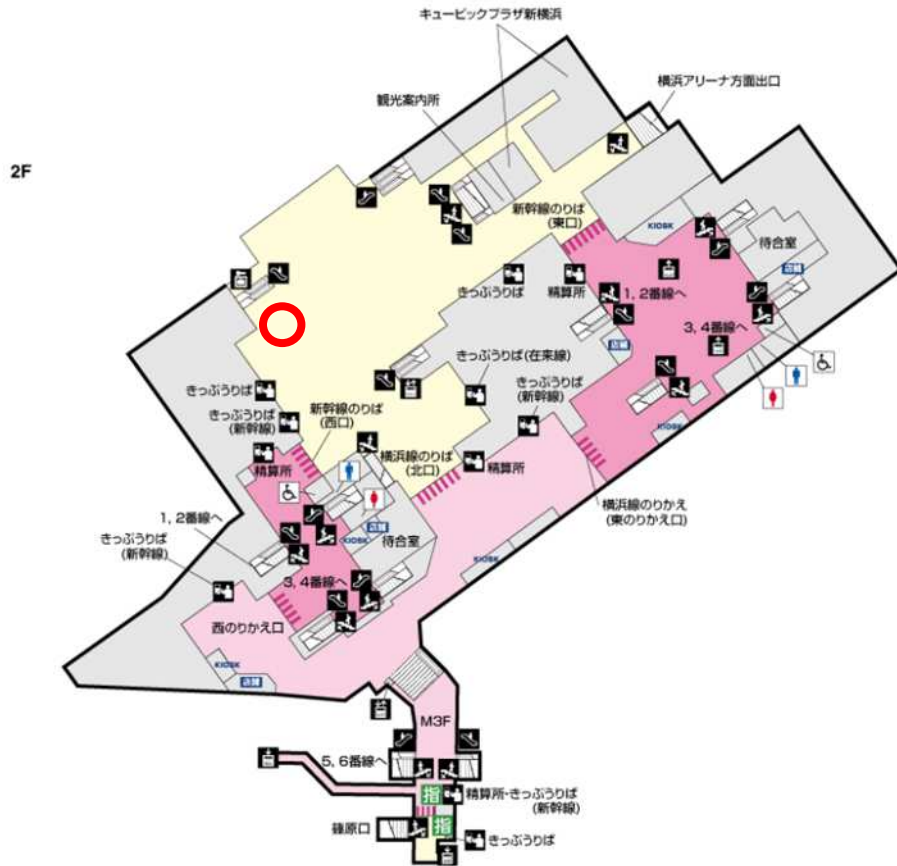 キュービックプラザ新横浜
横浜アリーナ方面出口
観光案内所
2F
新幹線のりば
(東口)
KIOSK
待合室
店舗
きっぷうりば
精算所
1, 2番線へ
3, 4番線へ
店舗
きっぷうりば(在来線)
きっぷうりば
きっぷうりば
(新幹線)
新幹線のりば
(西口)
きっぷうりば
(新幹線)
KIOSK
精算所
横浜線のりば
(北口)
精算所
横浜線のりかえ
(東のりかえ口)
1, 2番線へ
店舗
KIOSK
待合室
きっぷうりば
(新幹線)
KIOSK
3, 4番線へ
西のりかえ口
KIOSK
店舗
M3F
5, 6番線へ
指
精算所・きっぷうりば
(新幹線)
篠原口
指
きっぷうりば